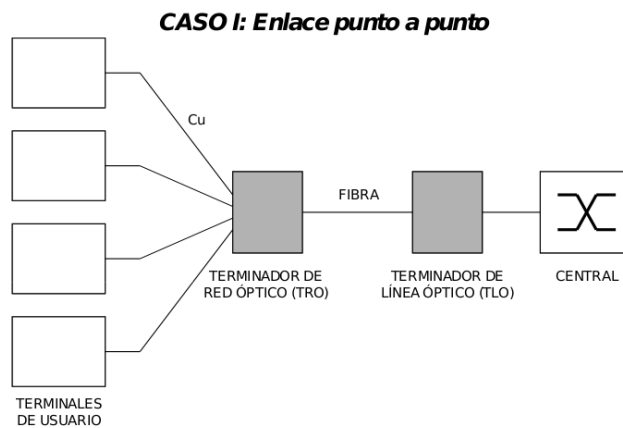 CASO I: Enlace punto a punto
Cu
FIBRA
TERMINADOR DE
RED ÓPTICO (TRO)
TERMINADOR DE
LÍNEA ÓPTICO (TLO)
CENTRAL
TERMINALES
DE USUARIO